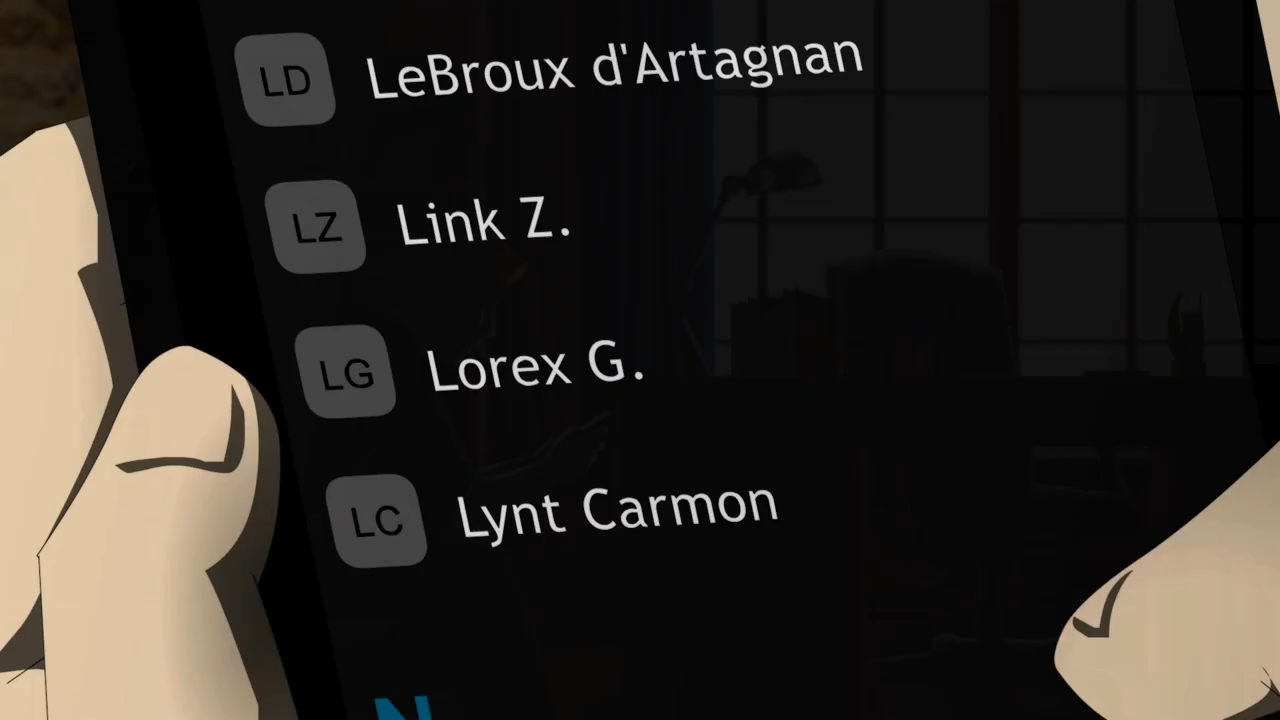 LD LeBroux d'Artagnan
LZ Link Z.
LG Lorex G.
LC Lynt Carmon
N